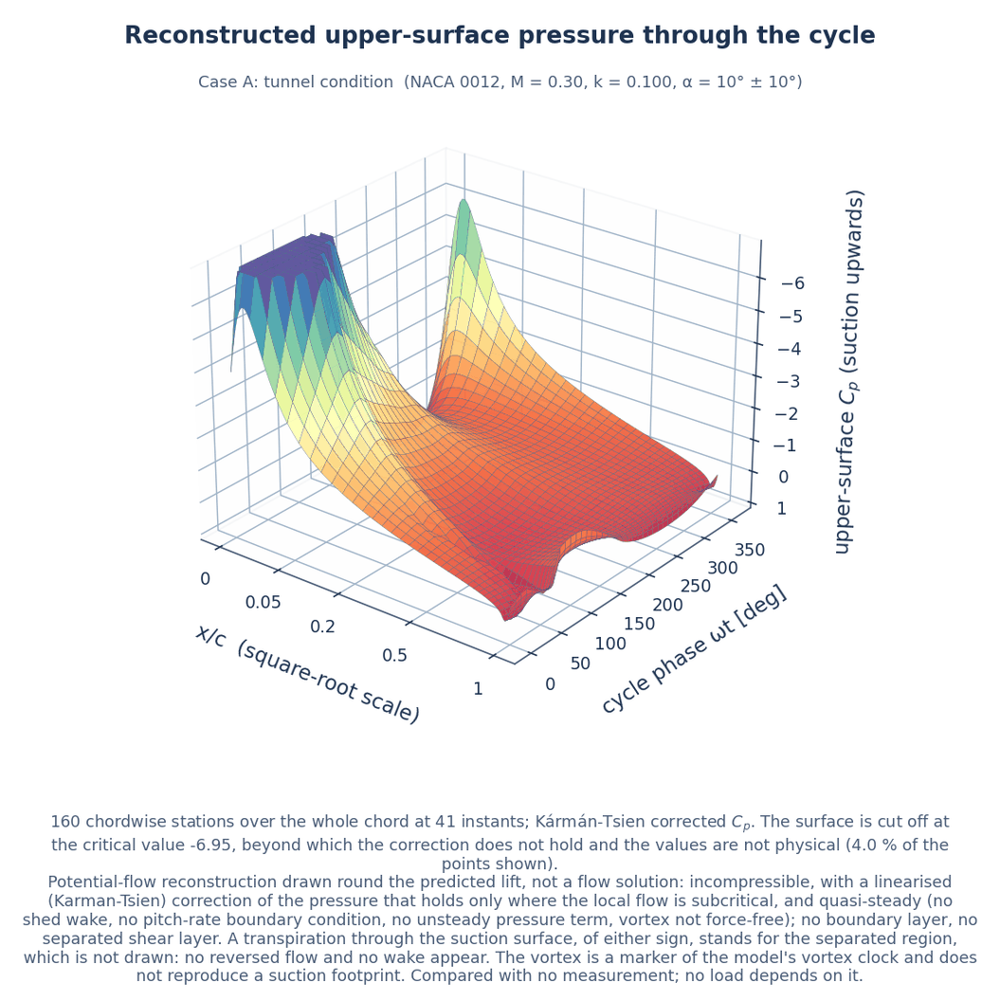 Reconstructed upper-surface pressure through the cycle
Case A: tunnel condition  (NACA 0012, M = 0.30, k = 0.100, α = 10° ± 10°)
upper-surface Cp (suction upwards)
−6
−5
−4
−3
−2
−1
0
1
350
300
250
200
150
100
50
0
cycle phase ωt [deg]
0
0.05
0.2
0.5
1
x/c  (square-root scale)
160 chordwise stations over the whole chord at 41 instants; Kármán-Tsien corrected Cp. The surface is cut off at
the critical value -6.95, beyond which the correction does not hold and the values are not physical (4.0 % of the
points shown).
Potential-flow reconstruction drawn round the predicted lift, not a flow solution: incompressible, with a linearised
(Karman-Tsien) correction of the pressure that holds only where the local flow is subcritical, and quasi-steady (no
shed wake, no pitch-rate boundary condition, no unsteady pressure term, vortex not force-free); no boundary layer, no
separated shear layer. A transpiration through the suction surface, of either sign, stands for the separated region,
which is not drawn: no reversed flow and no wake appear. The vortex is a marker of the model's vortex clock and does
not reproduce a suction footprint. Compared with no measurement; no load depends on it.